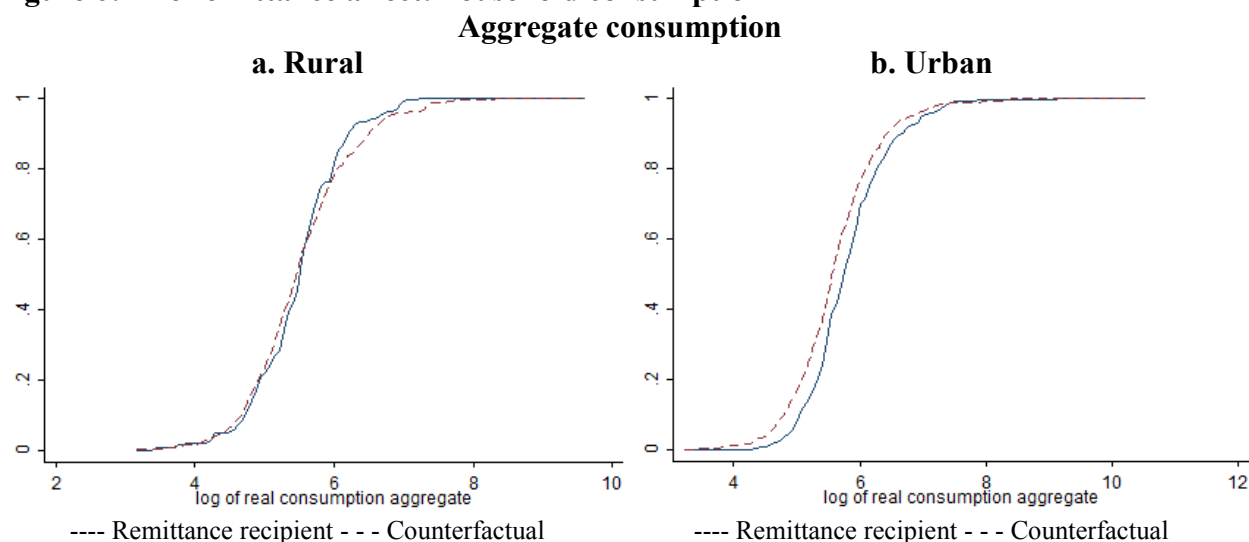 Aggregate consumption
a. Rural
b. Urban
1
.8
.6
.4
.2
0
2 4 6 8 10
log of real consumption aggregate
---- Remittance recipient - - - Counterfactual
1
.8
.6
.4
.2
0
4 6 8 10 12
log of real consumption aggregate
---- Remittance recipient - - - Counterfactual